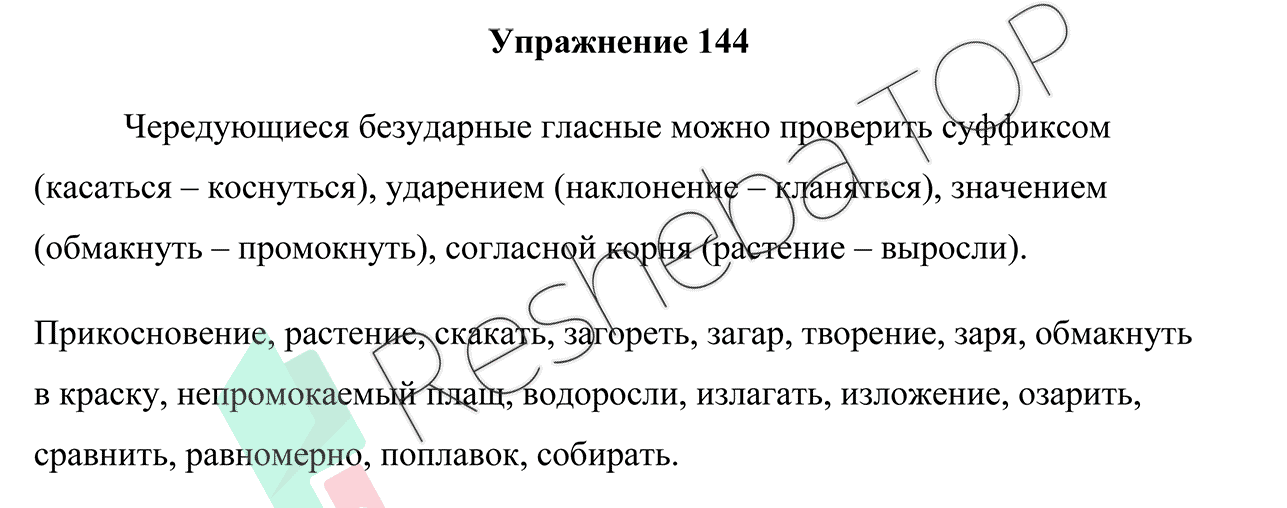 Упражнение 144
Чередующиеся безударные гласные можно проверить суффиксом
(касаться – коснуться), ударением (наклонение – кланяться), значением
(обмакнуть – промокнуть), согласной корня (растение – выросли).
Прикосновение, растение, скакать, загореть, загар, творение, заря, обмакнуть
в краску, непромокаемый плащ, водоросли, излагать, изложение, озарить,
сравнить, равномерно, поплавок, собирать.
Resheba TOP